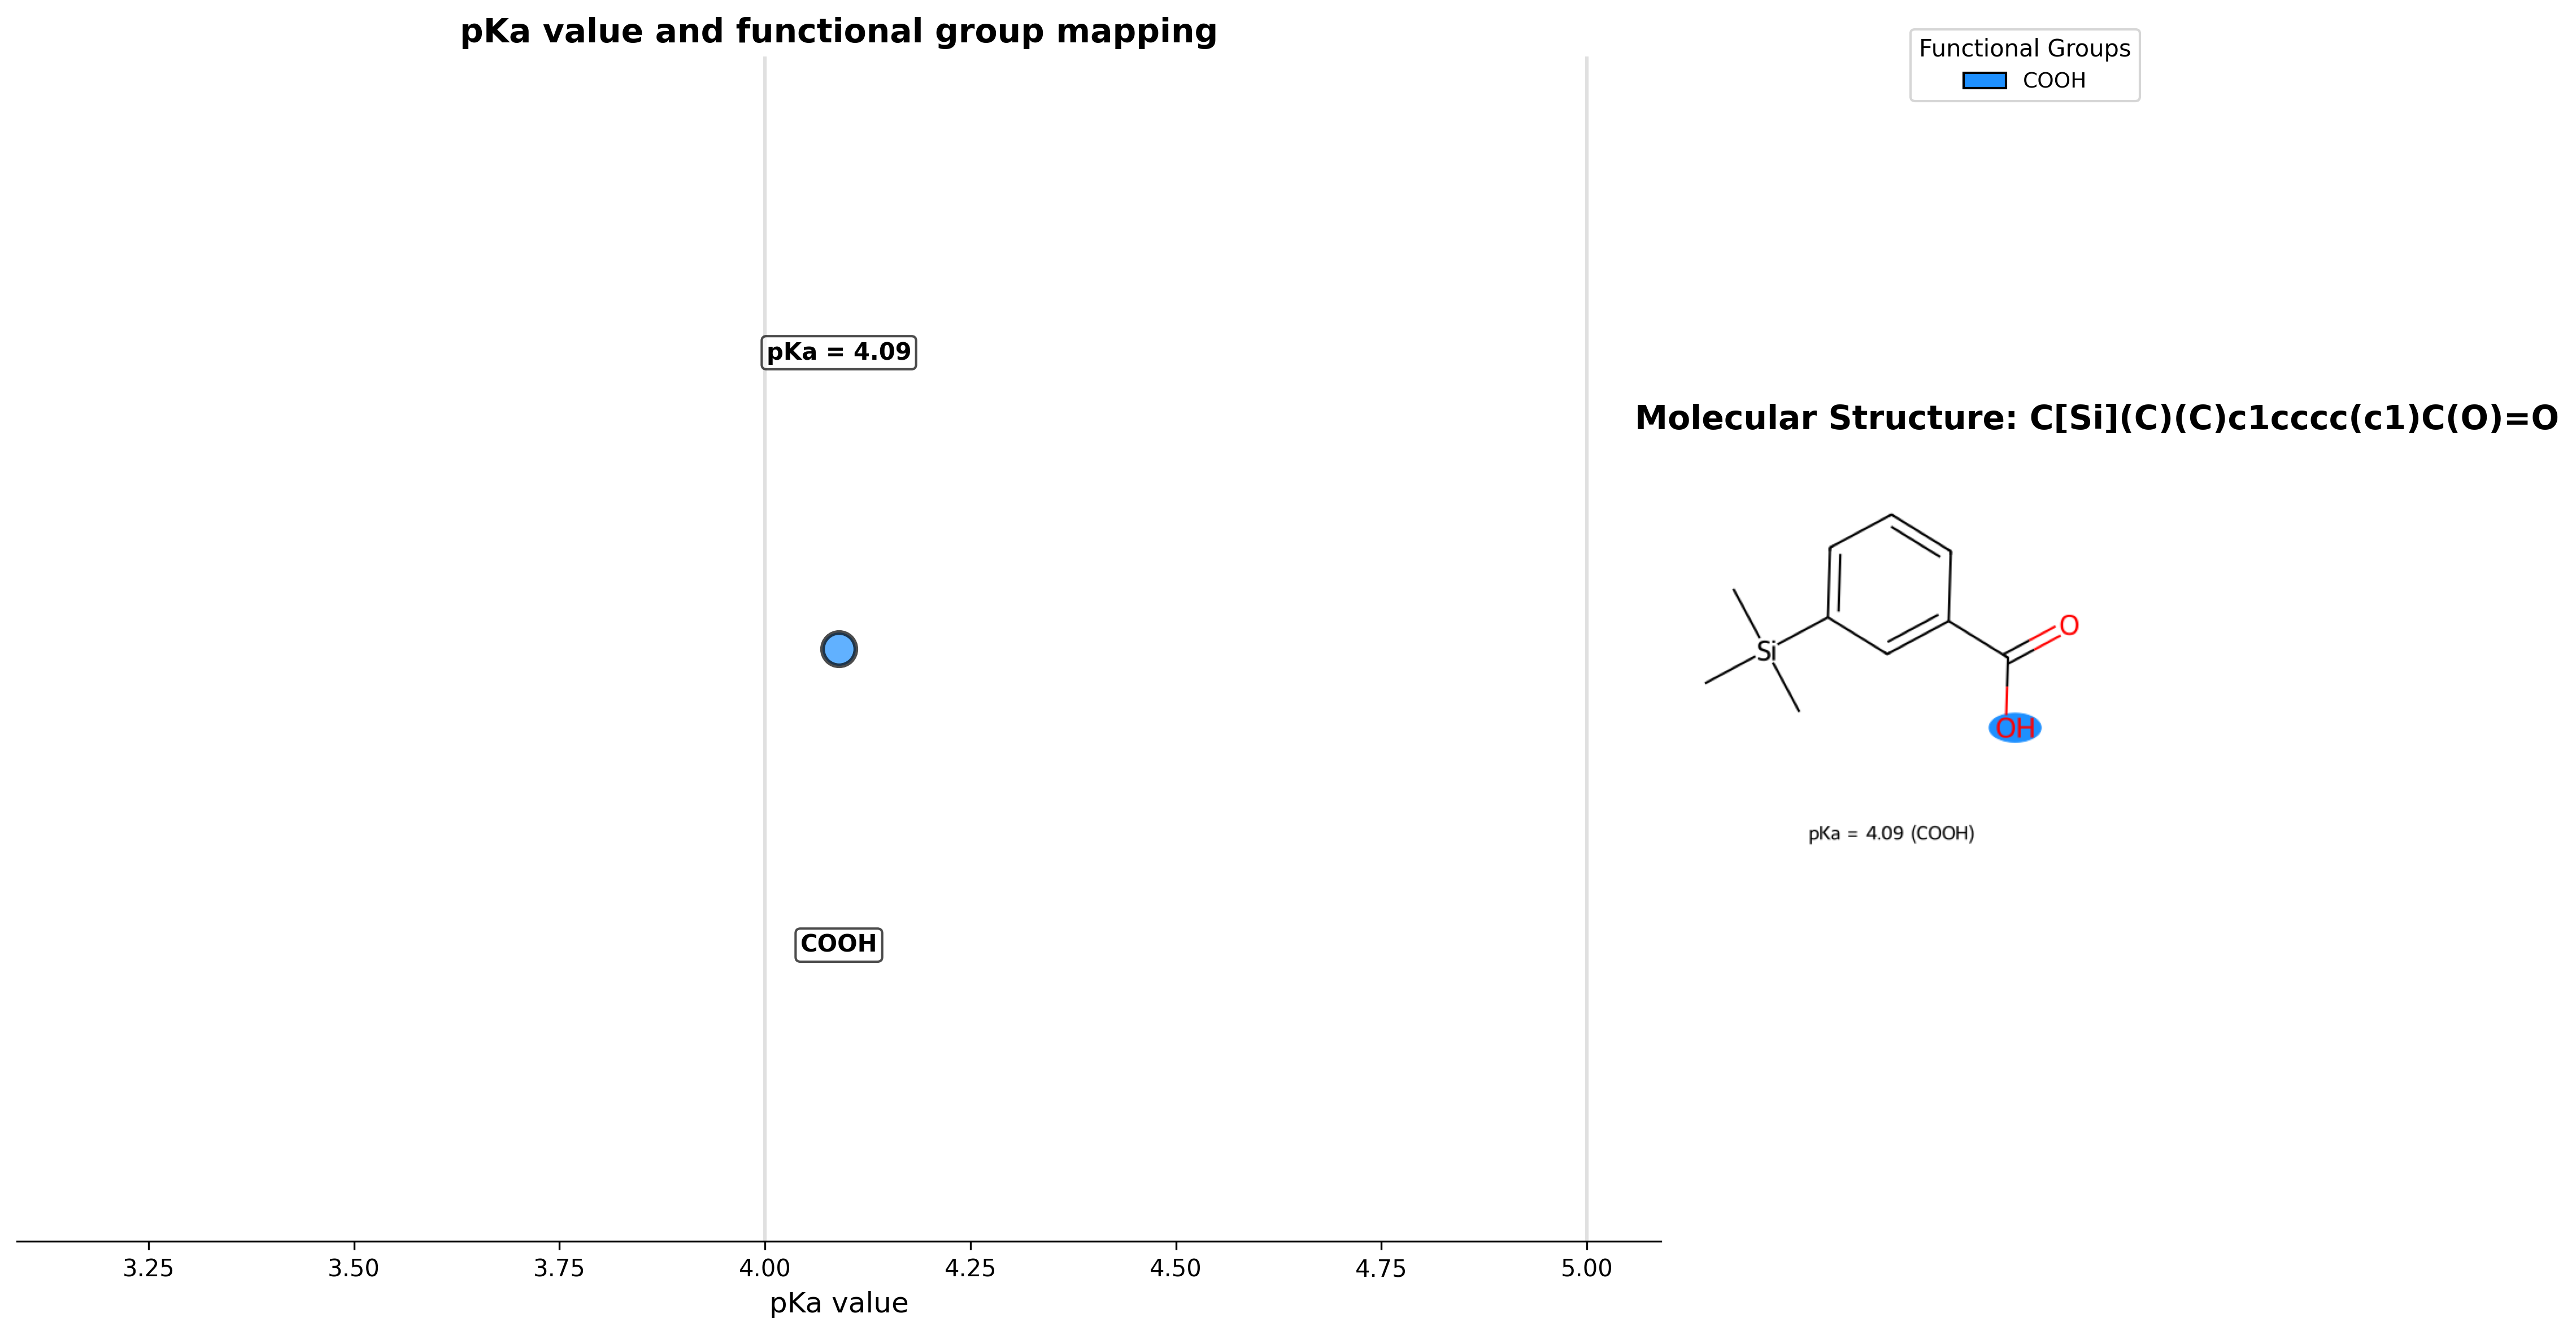 pKa value and functional group mapping
Functional Groups
COOH
pKa = 4.09
Molecular Structure: C[Si](C)(C)c1cccc(c1)C(O)=O
Si
O
OH
pKa = 4.09 (COOH)
COOH
3.25 3.50 3.75 4.00 4.25 4.50 4.75 5.00
pKa value